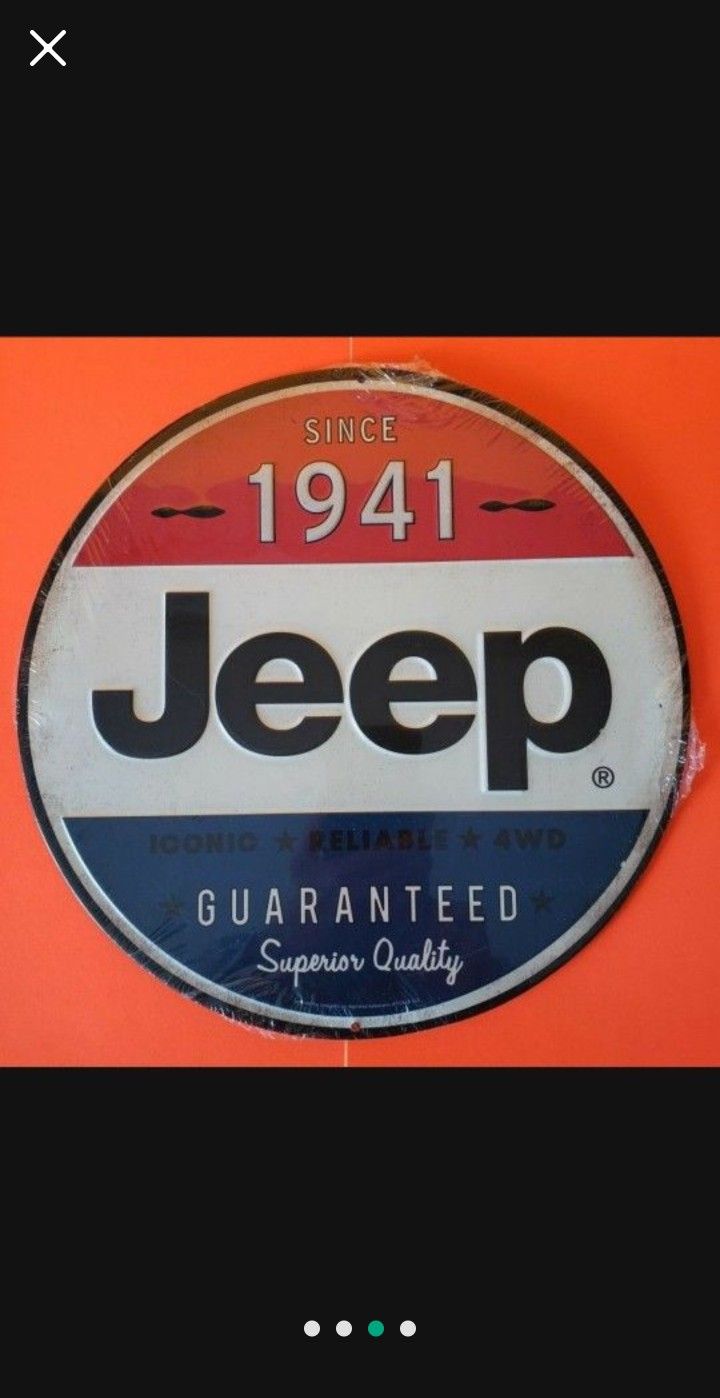 SINCE
1941
Jeep
®
ICONIC ★ RELIABLE ★ 4WD
★ GUARANTEED ★
Superior Quality